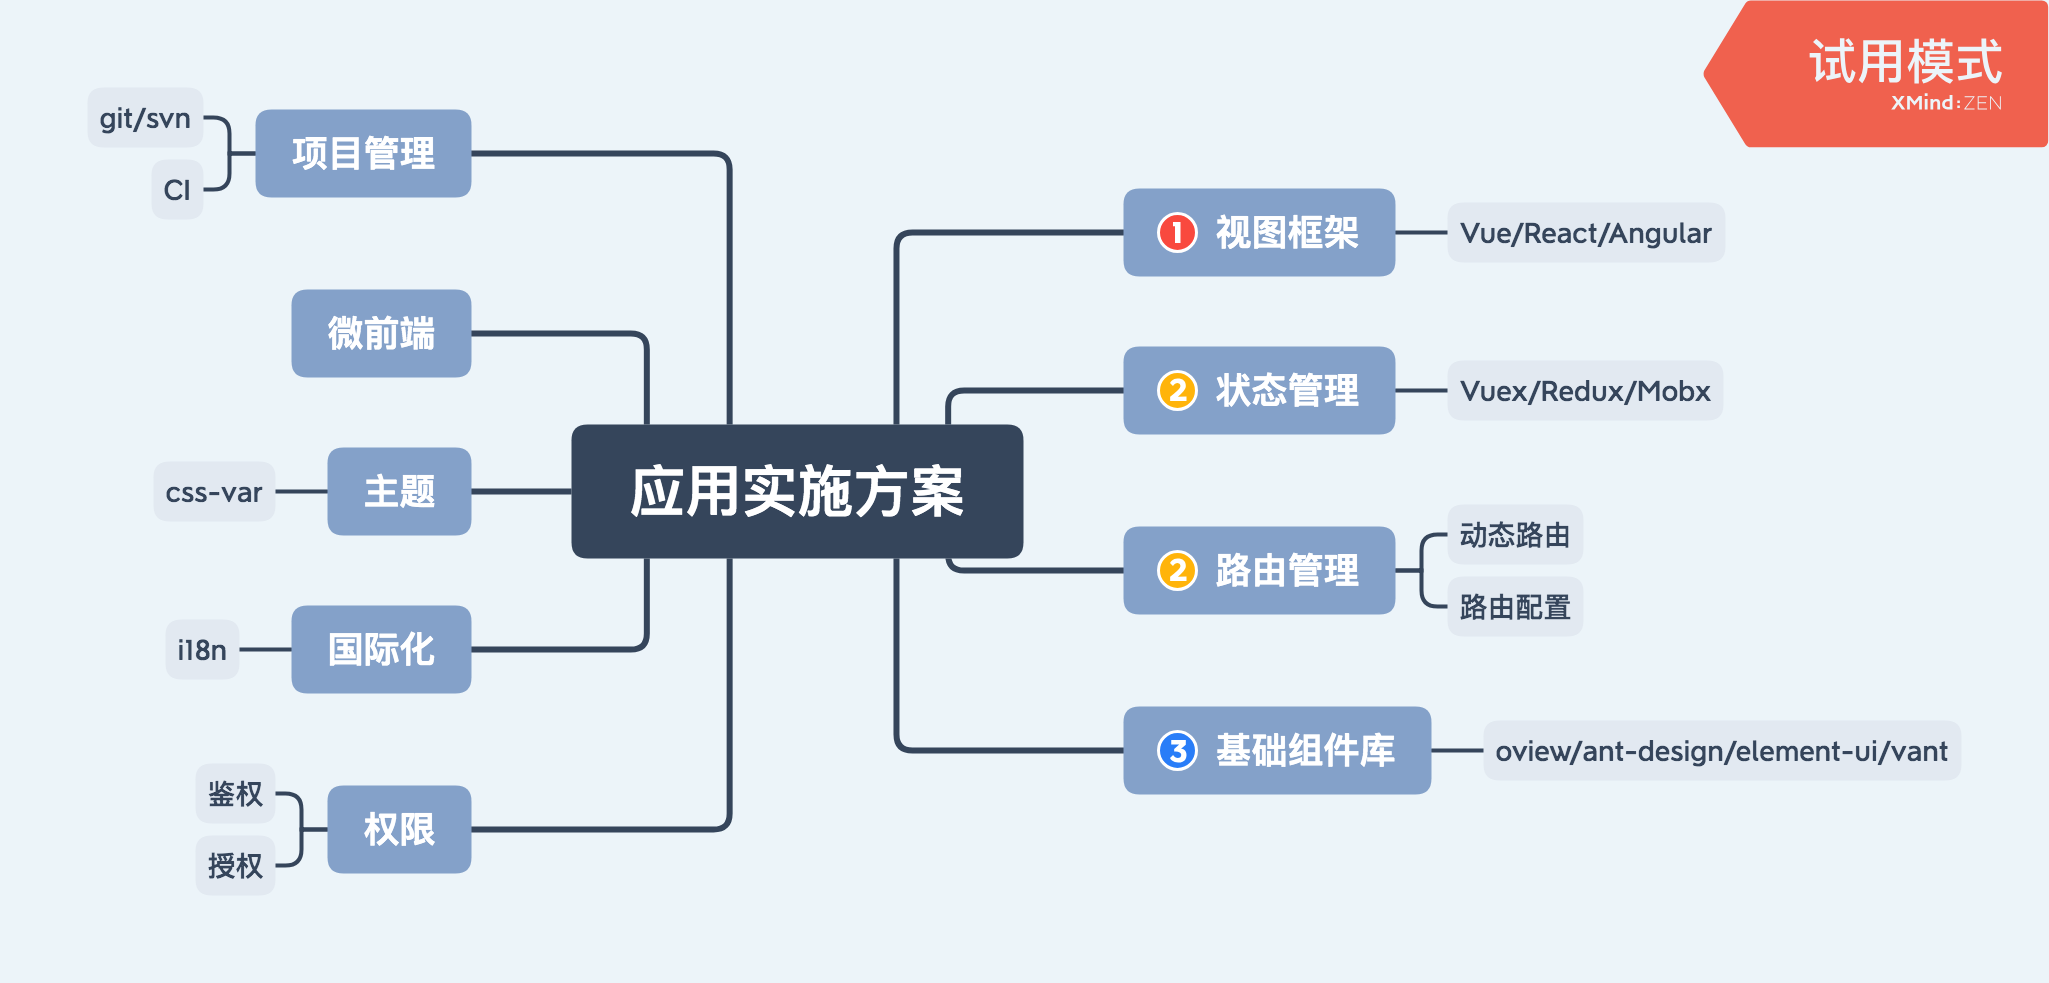 试用模式
XMind:ZEN
应用实施方案
1 视图框架
Vue/React/Angular
2 状态管理
Vuex/Redux/Mobx
2 路由管理
动态路由
路由配置
3 基础组件库
oview/ant-design/element-ui/vant
项目管理
git/svn
CI
微前端
主题
css-var
国际化
i18n
权限
鉴权
授权